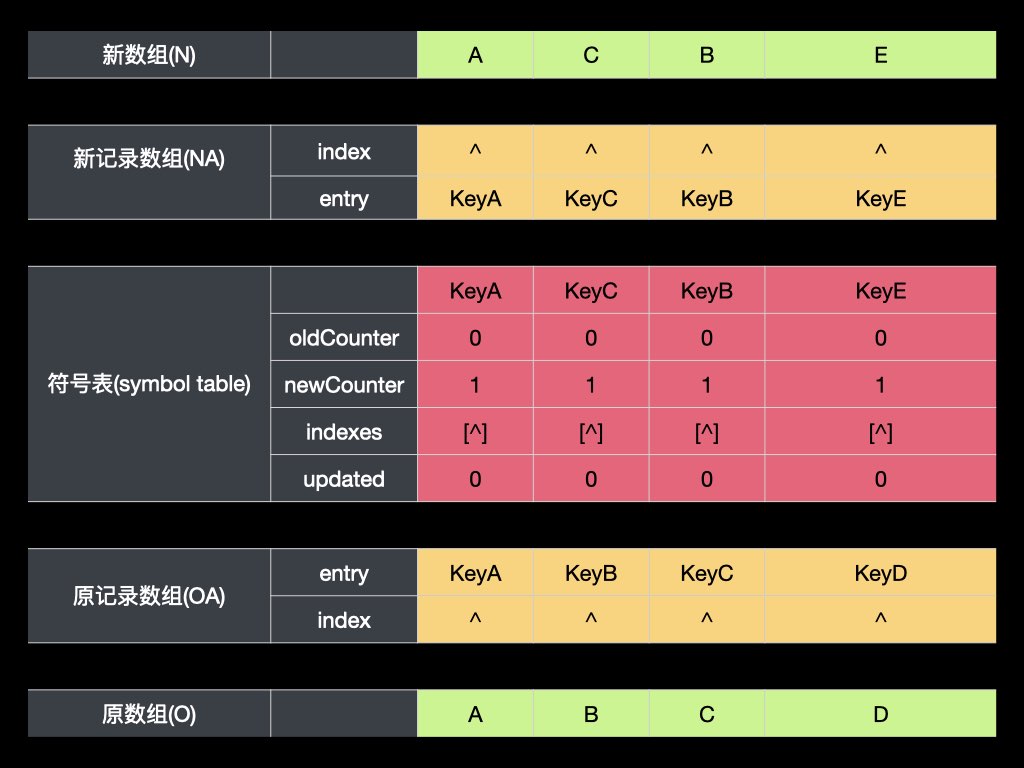 新数组(N) A C B E
新记录数组(NA) index ^ ^ ^ ^
entry KeyA KeyC KeyB KeyE
KeyA KeyC KeyB KeyE
oldCounter 0 0 0 0
符号表(symbol table) newCounter 1 1 1 1
indexes [^] [^] [^] [^]
updated 0 0 0 0
原记录数组(OA) entry KeyA KeyB KeyC KeyD
index ^ ^ ^ ^
原数组(O) A B C D